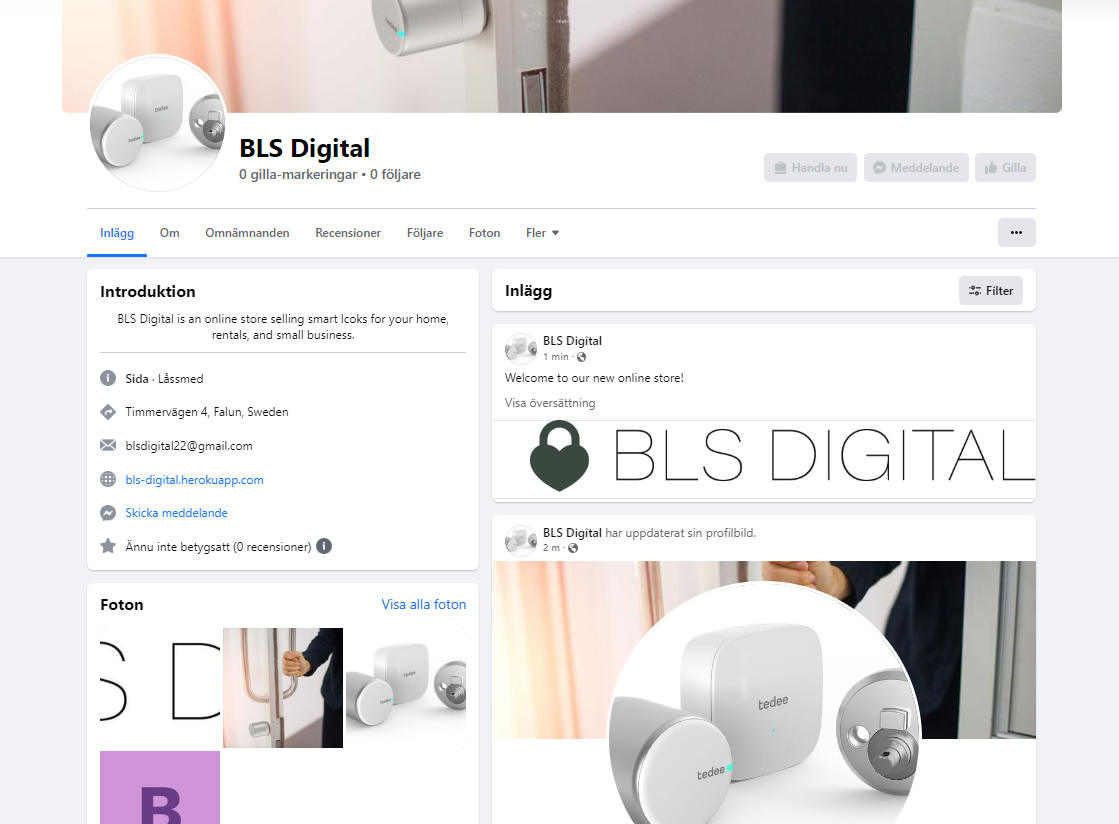 tedee
tedee
BLS Digital
0 gilla-markeringar • 0 följare
Handla nu
Meddelande
Gilla
Inlägg
Om
Omnämnanden
Recensioner
Följare
Foton
Fler
Introduktion
BLS Digital is an online store selling smart lcoks for your home,
rentals, and small business.
Sida · Låssmed
Timmervägen 4, Falun, Sweden
blsdigital22@gmail.com
bls-digital.herokuapp.com
Skicka meddelande
Ännu inte betygsatt (0 recensioner)
Foton
Visa alla foton
S D
tedee
tedee
B
Inlägg
Filter
BLS Digital
1 min ·
Welcome to our new online store!
Visa översättning
BLS DIGITAL
BLS Digital har uppdaterat sin profilbild.
2 m ·
tedee
tedee